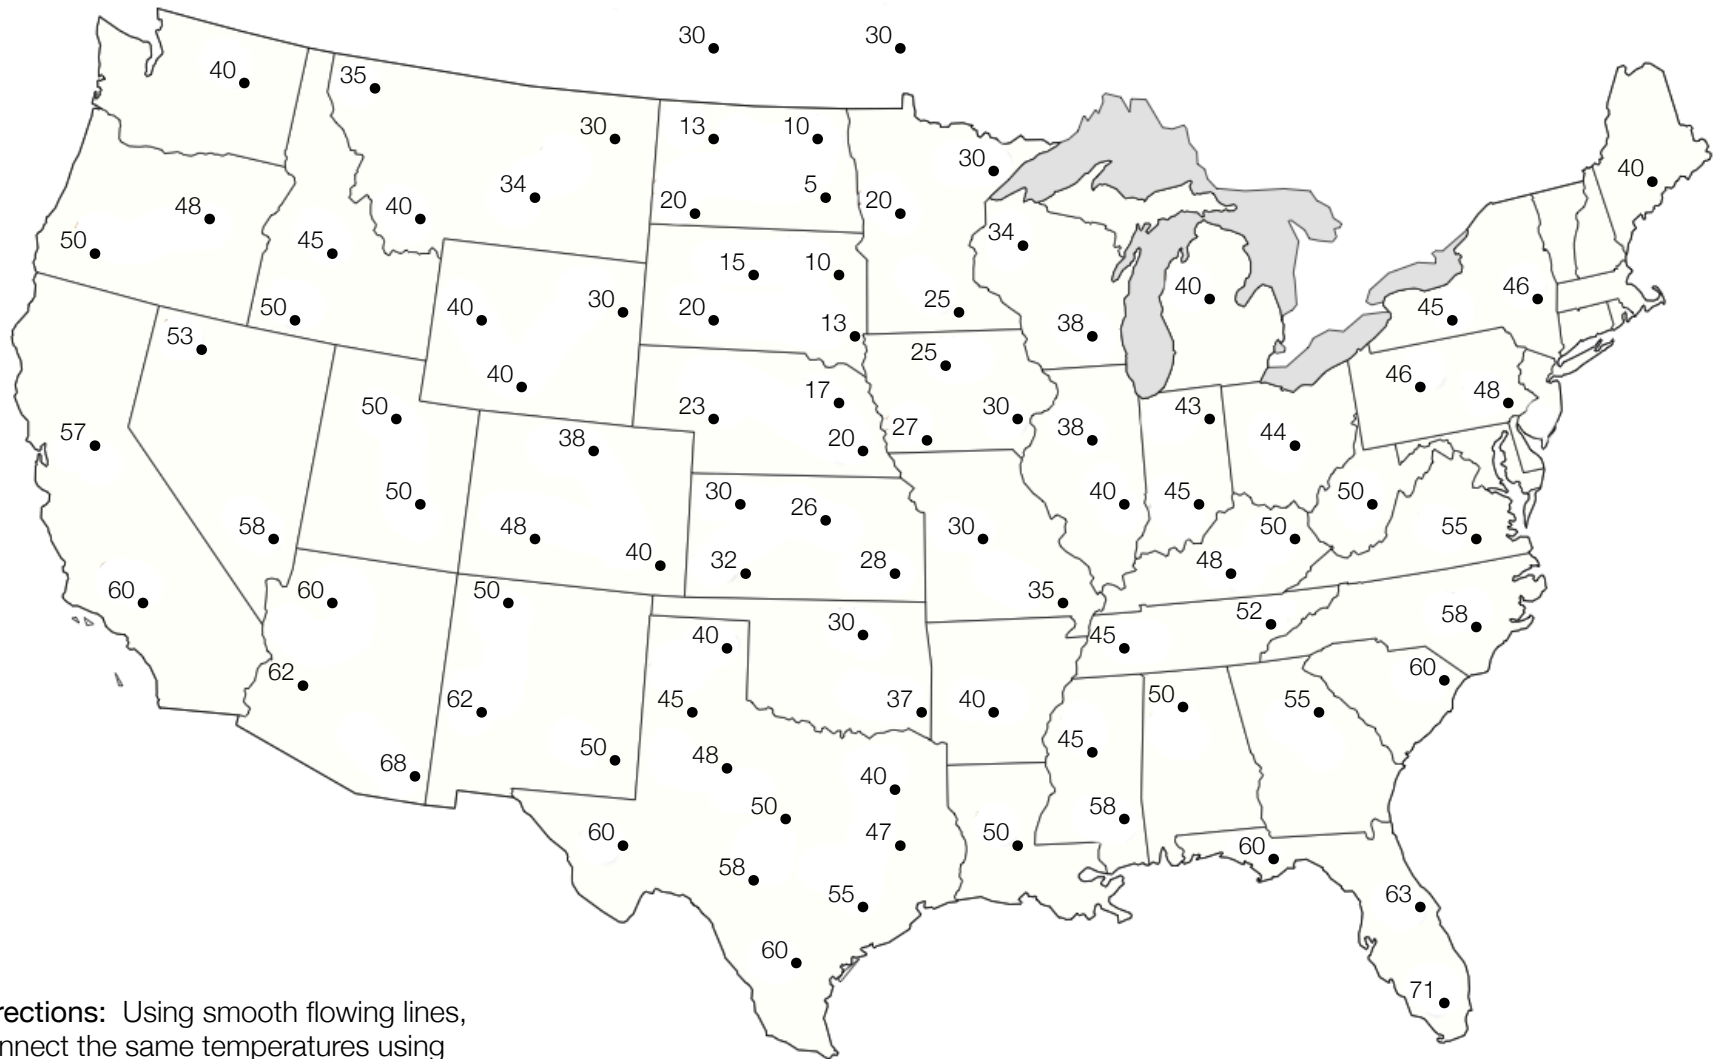 30 30
40 35
30 13 10
30
34 20 5 20
40
48 40
50 45 34
15 10
40 46
50 40 30 20 25 45
13 38
53
25
40 46
17 48
50 23 30
57 38 27 38 43 44
20
30 40 45 50
50 26
58 48 30 50 55
40 32 28 48
60 60 50 35
30 52 58
40 45
62 60
62 45 37 40 50 55
50 45
68 48
40
50 58
60 47 50
60
58
55 63
60
71
rections: Using smooth flowing lines,
nnect the same temperatures using